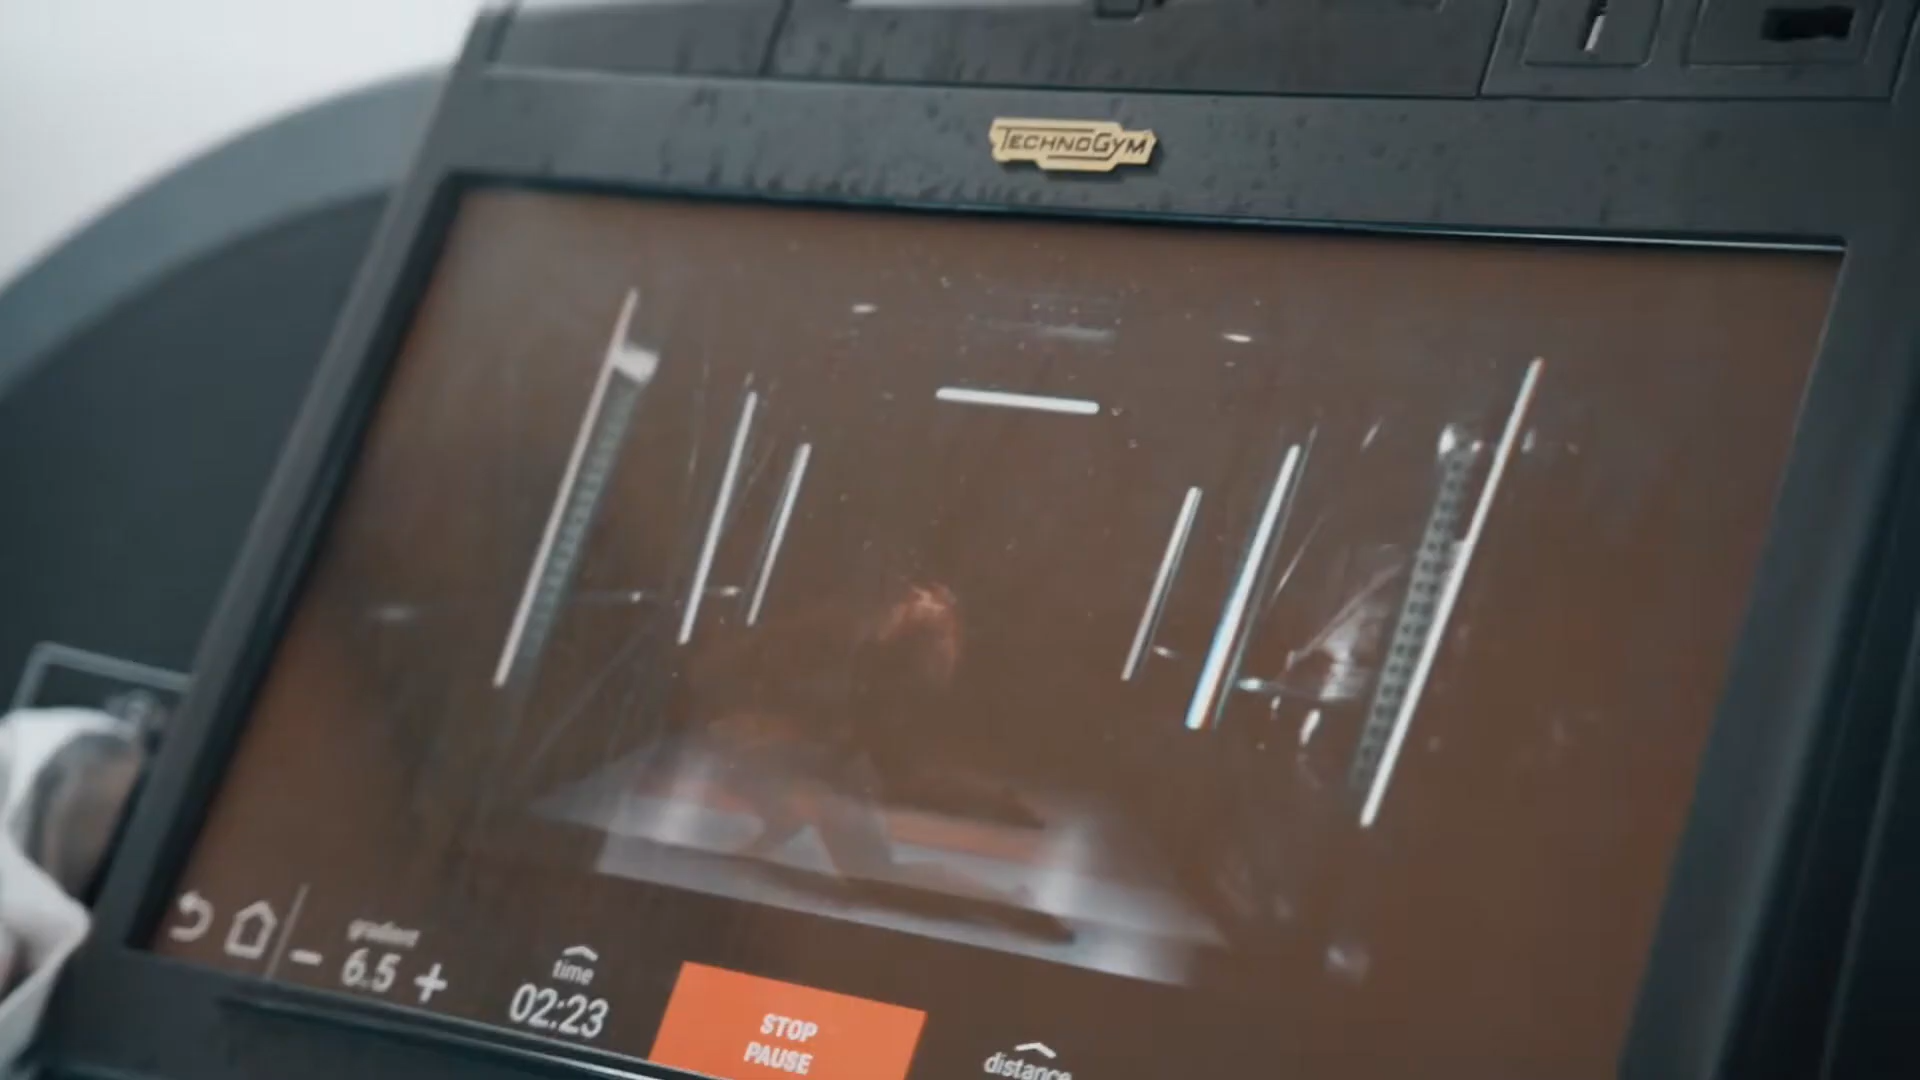 TECHNOGYM
gradient
− 6.5 +
time
02:23
STOP
PAUSE
distance